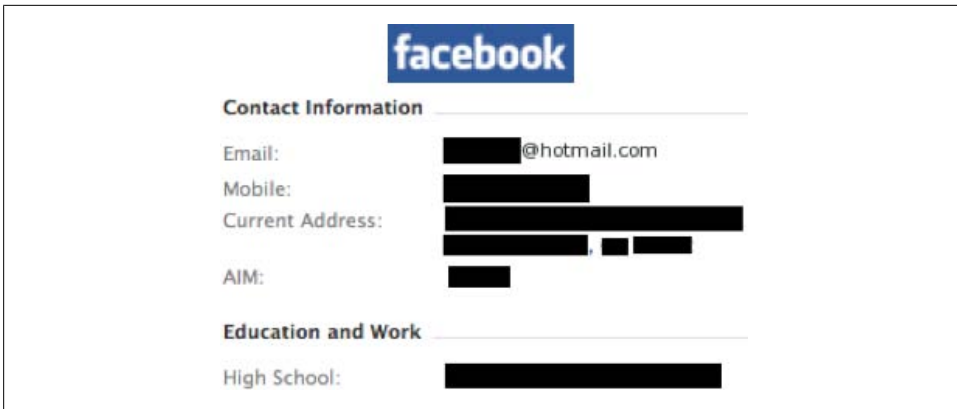 facebook
Contact Information
Email: @hotmail.com
Mobile:
Current Address:
,
AIM:
Education and Work
High School: